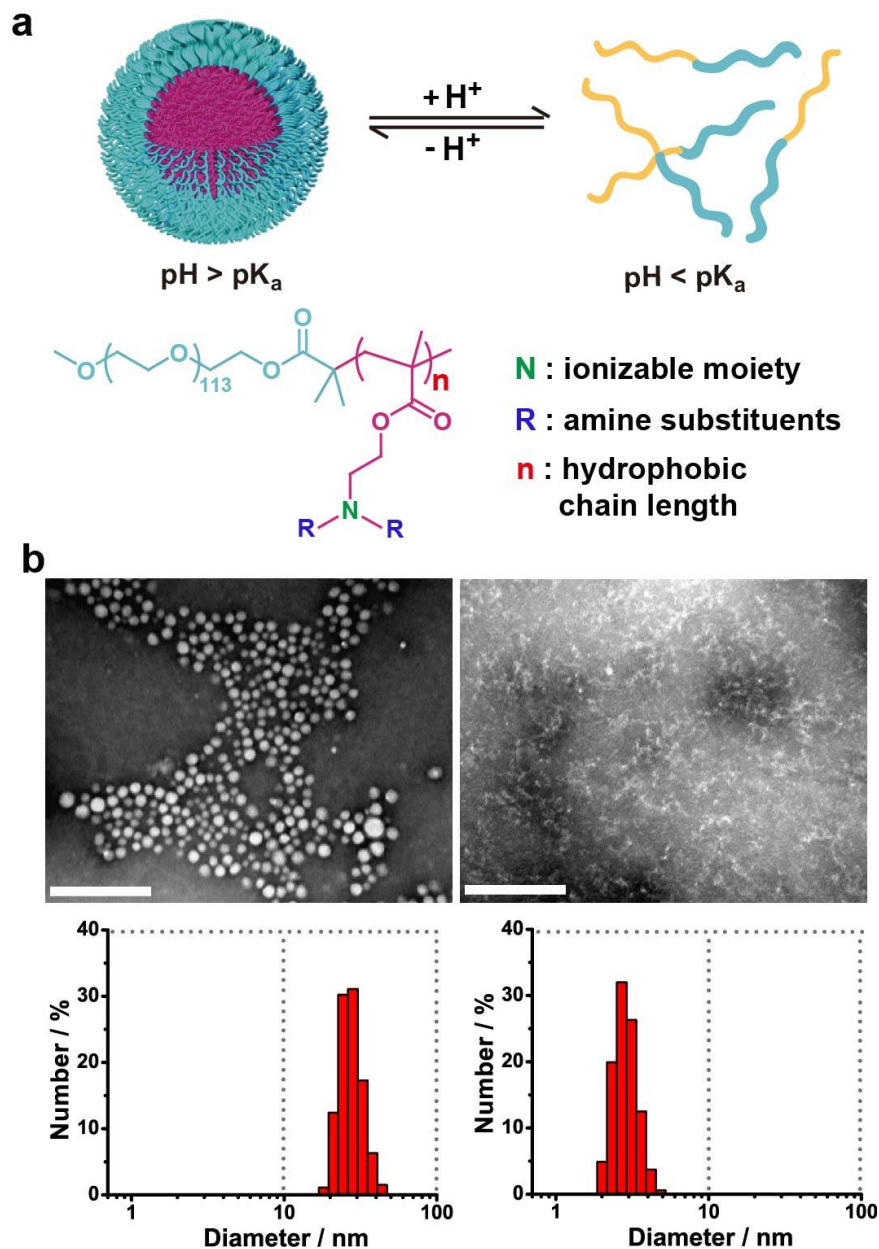 a
+ H⁺
- H⁺
pH > pKₐ
pH < pKₐ
O
O
113
O
O
n
O
O
N
R
R
N : ionizable moiety
R : amine substituents
n : hydrophobic
chain length
b
40
30
20
10
0
Number / %
1
10
100
Diameter / nm
40
30
20
10
0
Number / %
1
10
100
Diameter / nm